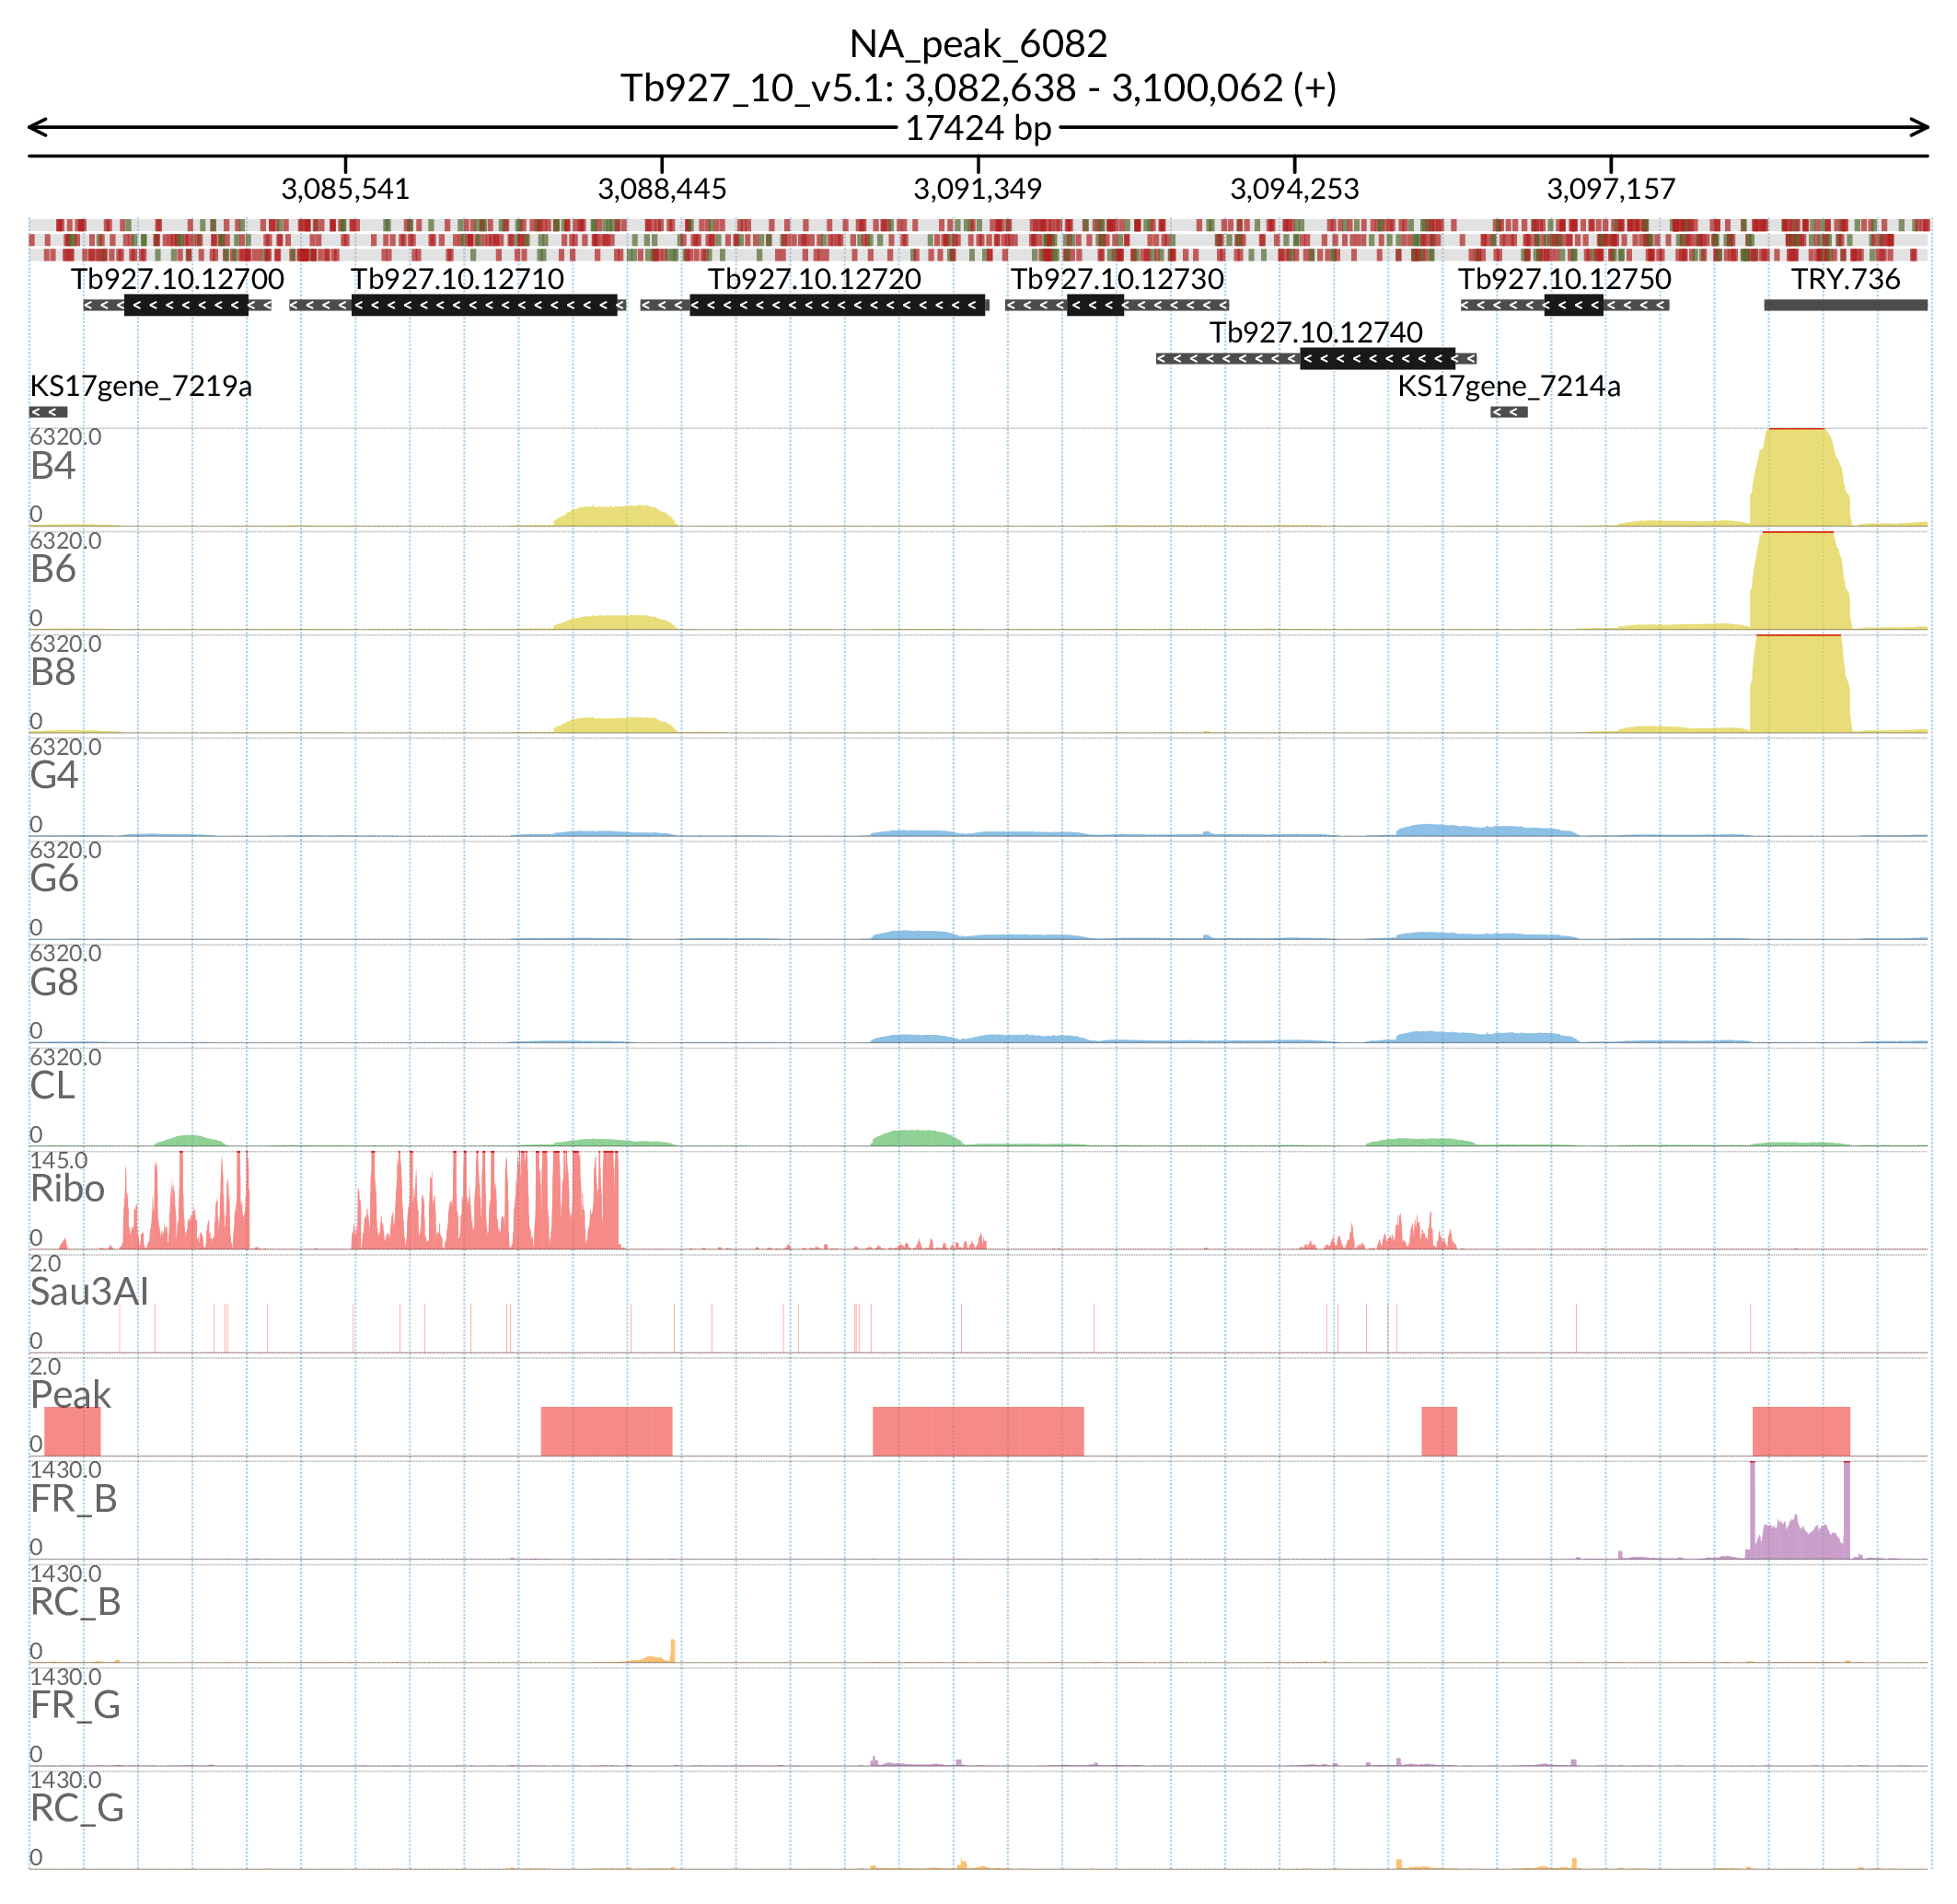 NA_peak_6082
Tb927_10_v5.1: 3,082,638 - 3,100,062 (+)
17424 bp
3,085,541 3,088,445 3,091,349 3,094,253 3,097,157
Tb927.10.12700 Tb927.10.12710 Tb927.10.12720 Tb927.10.12730 Tb927.10.12750 TRY.736
Tb927.10.12740
KS17gene_7219a KS17gene_7214a
6320.0
B4
0
6320.0
B6
0
6320.0
B8
0
6320.0
G4
0
6320.0
G6
0
6320.0
G8
0
6320.0
CL
0
145.0
Ribo
0
2.0
Sau3AI
0
2.0
Peak
0
1430.0
FR_B
0
1430.0
RC_B
0
1430.0
FR_G
0
1430.0
RC_G
0